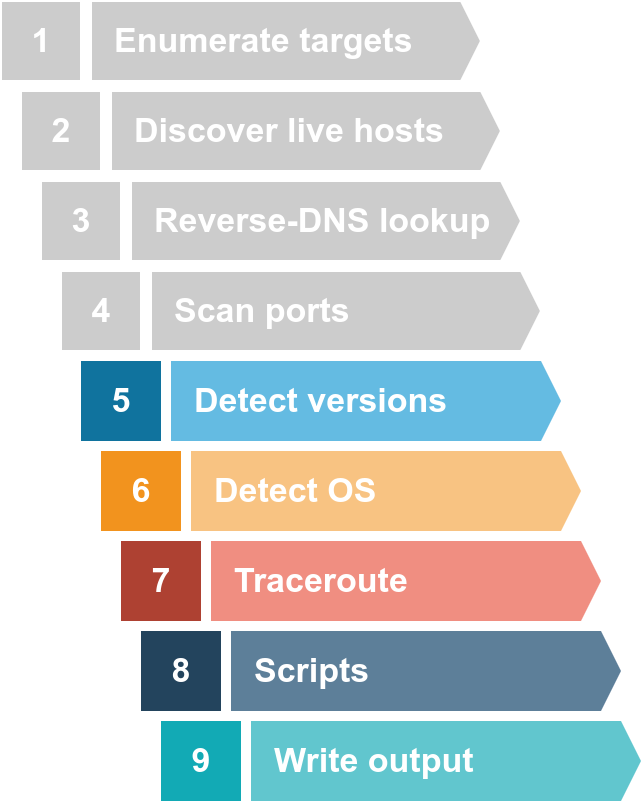 1 Enumerate targets
2 Discover live hosts
3 Reverse-DNS lookup
4 Scan ports
5 Detect versions
6 Detect OS
7 Traceroute
8 Scripts
9 Write output